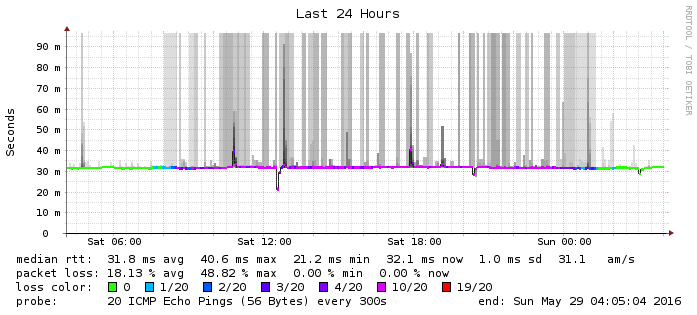 Last 24 Hours
RRDTOOL / TOBI OETIKER
Seconds
90 m
80 m
70 m
60 m
50 m
40 m
30 m
20 m
10 m
0
Sat 06:00 Sat 12:00 Sat 18:00 Sun 00:00
median rtt: 31.8 ms avg 40.6 ms max 21.2 ms min 32.1 ms now 1.0 ms sd 31.1 am/s
packet loss: 18.13 % avg 48.82 % max 0.00 % min 0.00 % now
loss color: 0 1/20 2/20 3/20 4/20 10/20 19/20
probe: 20 ICMP Echo Pings (56 Bytes) every 300s end: Sun May 29 04:05:04 2016